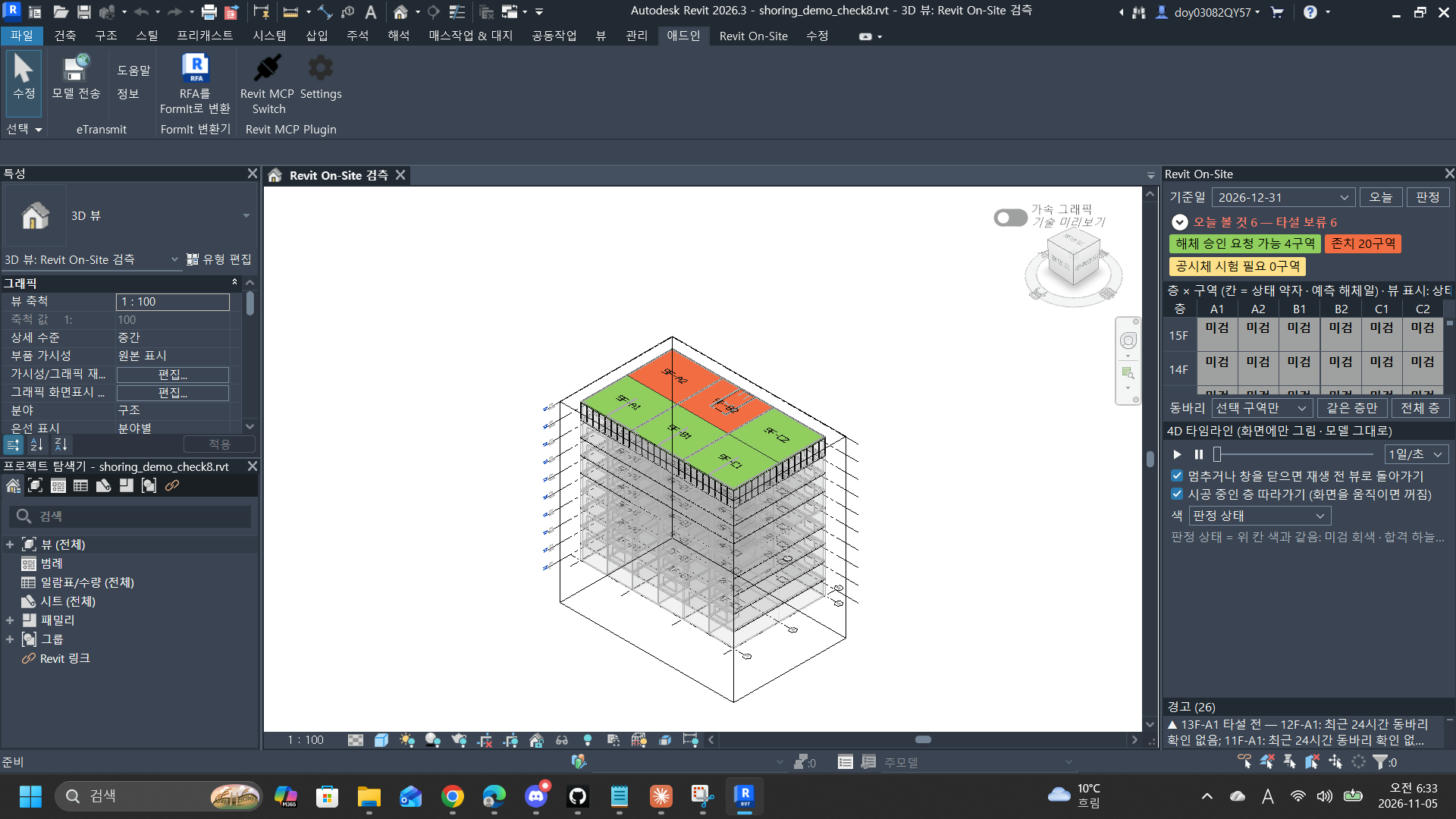 Autodesk Revit 2026.3 - shoring_demo_check8.rvt - 3D 뷰: Revit On-Site 검측
doy03082QY57
파일 건축 구조 스틸 프리캐스트 시스템 삽입 주석 해석 매스작업 & 대지 공동작업 뷰 관리 애드인 Revit On-Site 수정
수정
모델 전송
도움말
정보
RFA를
FormIt로 변환
Revit MCP
Switch
Settings
선택
eTransmit
FormIt 변환기
Revit MCP Plugin
특성
3D 뷰
3D 뷰: Revit On-Site 검측
유형 편집
그래픽
뷰 축척 1 : 100
축척 값 1: 100
상세 수준 중간
부품 가시성 원본 표시
가시성/그래픽 재... 편집...
그래픽 화면표시 ... 편집...
분야 구조
은선 표시 분야별
적용
프로젝트 탐색기 - shoring_demo_check8.rvt
검색
뷰 (전체)
범례
일람표/수량 (전체)
시트 (전체)
패밀리
그룹
Revit 링크
Revit On-Site 검측
가속 그래픽
기술 미리보기
9F-A2
9F-A1
9F-B2
9F-B1
9F-C2
9F-C1
1 : 100
Revit On-Site
기준일 2026-12-31 오늘 판정
오늘 볼 것 6 — 타설 보류 6
해체 승인 요청 가능 4구역 존치 20구역
공시체 시험 필요 0구역
층 × 구역 (칸 = 상태 약자 · 예측 해체일) · 뷰 표시: 상태
층 A1 A2 B1 B2 C1 C2
15F 미검 미검 미검 미검 미검 미검
14F 미검 미검 미검 미검 미검 미검
동바리 선택 구역만 같은 층만 전체 층
4D 타임라인 (화면에만 그림 · 모델 그대로)
1일/초
멈추거나 창을 닫으면 재생 전 뷰로 돌아가기
시공 중인 층 따라가기 (화면을 움직이면 꺼짐)
색 판정 상태
판정 상태 = 위 칸 색과 같음: 미검 회색 · 합격 하늘...
경고 (26)
▲ 13F-A1 타설 전 — 12F-A1: 최근 24시간 동바리
확인 없음; 11F-A1: 최근 24시간 동바리 확인 없...
준비
:0
주모델
:0
검색
10°C
흐림
A
오전 6:33
2026-11-05